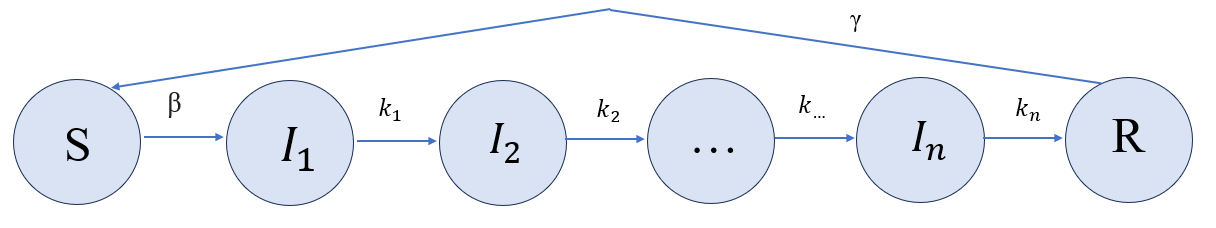 γ
β
k₁
k₂
k...
kₙ
S
I₁
I₂
...
Iₙ
R